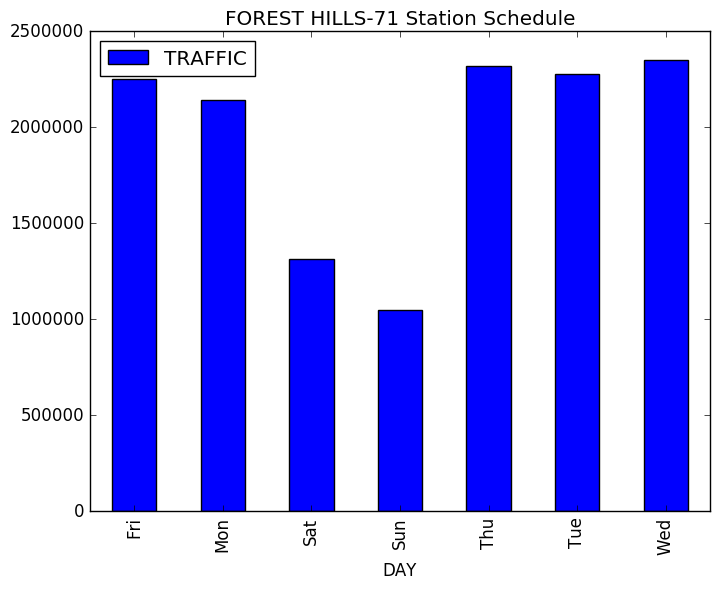 FOREST HILLS-71 Station Schedule
TRAFFIC
2500000
2000000
1500000
1000000
500000
0
Fri
Mon
Sat
Sun
Thu
Tue
Wed
DAY